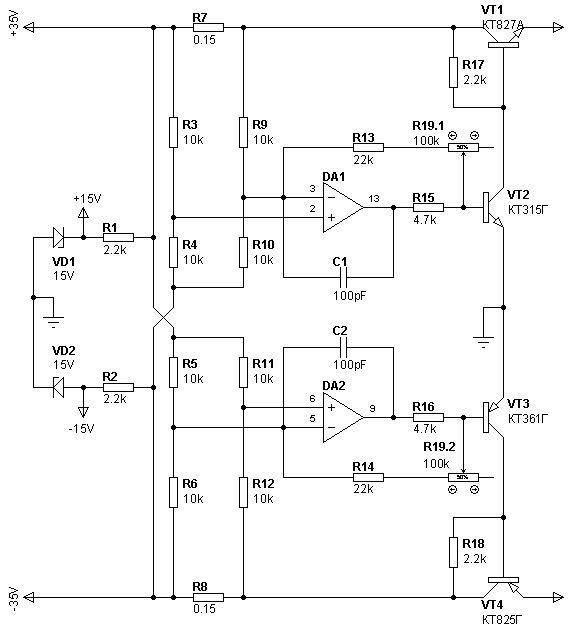 +35V
R7
0.15
VT1
КТ827А
R17
2.2k
R3
10k
R9
10k
R13
22k
R19.1
100k
50%
+15V
DA1
3
2
13
R15
4.7k
VT2
КТ315Г
R1
2.2k
VD1
15V
R4
10k
R10
10k
C1
100pF
C2
100pF
VD2
15V
R2
2.2k
-15V
R5
10k
R11
10k
DA2
6
5
9
R16
4.7k
VT3
КТ361Г
R19.2
100k
50%
R6
10k
R12
10k
R14
22k
R18
2.2k
-35V
R8
0.15
VT4
КТ825Г